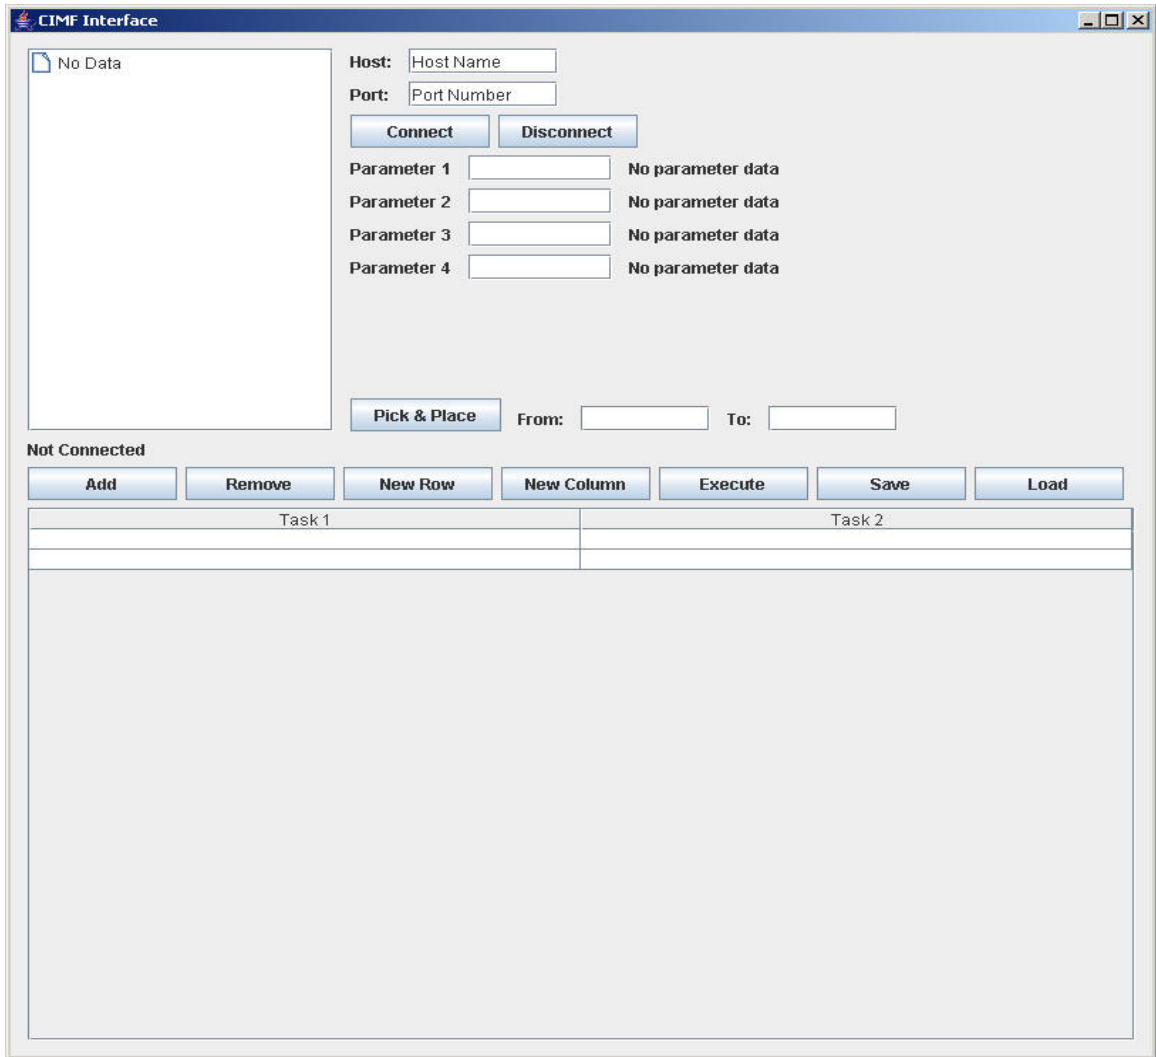 CIMF Interface
No Data
Host: Host Name
Port: Port Number
Connect Disconnect
Parameter 1 No parameter data
Parameter 2 No parameter data
Parameter 3 No parameter data
Parameter 4 No parameter data
Pick & Place From: To:
Not Connected
Add Remove New Row New Column Execute Save Load
Task 1 Task 2